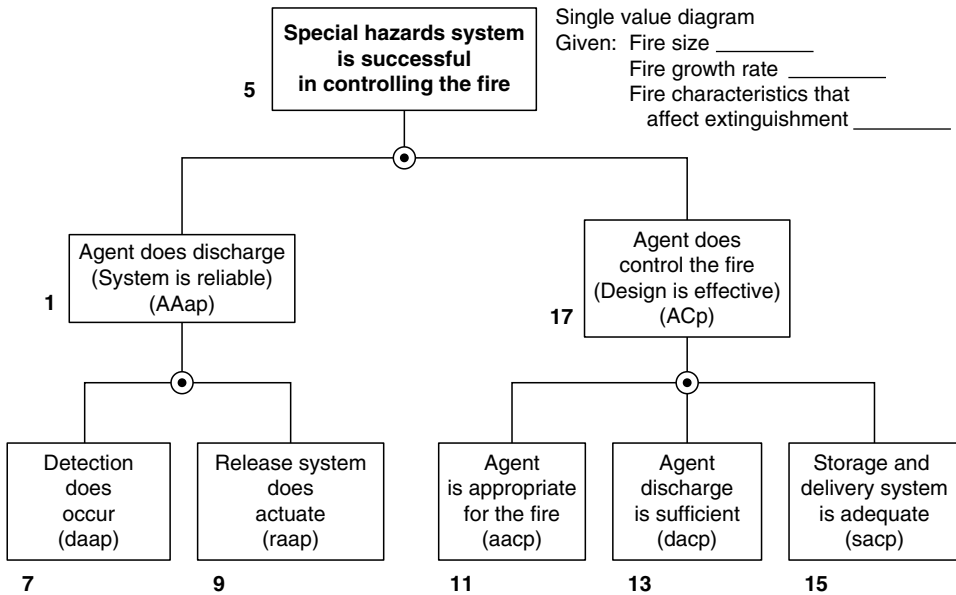 Special hazards system
is successful
in controlling the fire
5
Single value diagram
Given: Fire size __________
Fire growth rate __________
Fire characteristics that
affect extinguishment __________
Agent does discharge
(System is reliable)
(AAap)
1
Agent does
control the fire
(Design is effective)
(ACp)
17
Detection
does
occur
(daap)
7
Release system
does
actuate
(raap)
9
Agent
is appropriate
for the fire
(aacp)
11
Agent
discharge
is sufficient
(dacp)
13
Storage and
delivery system
is adequate
(sacp)
15